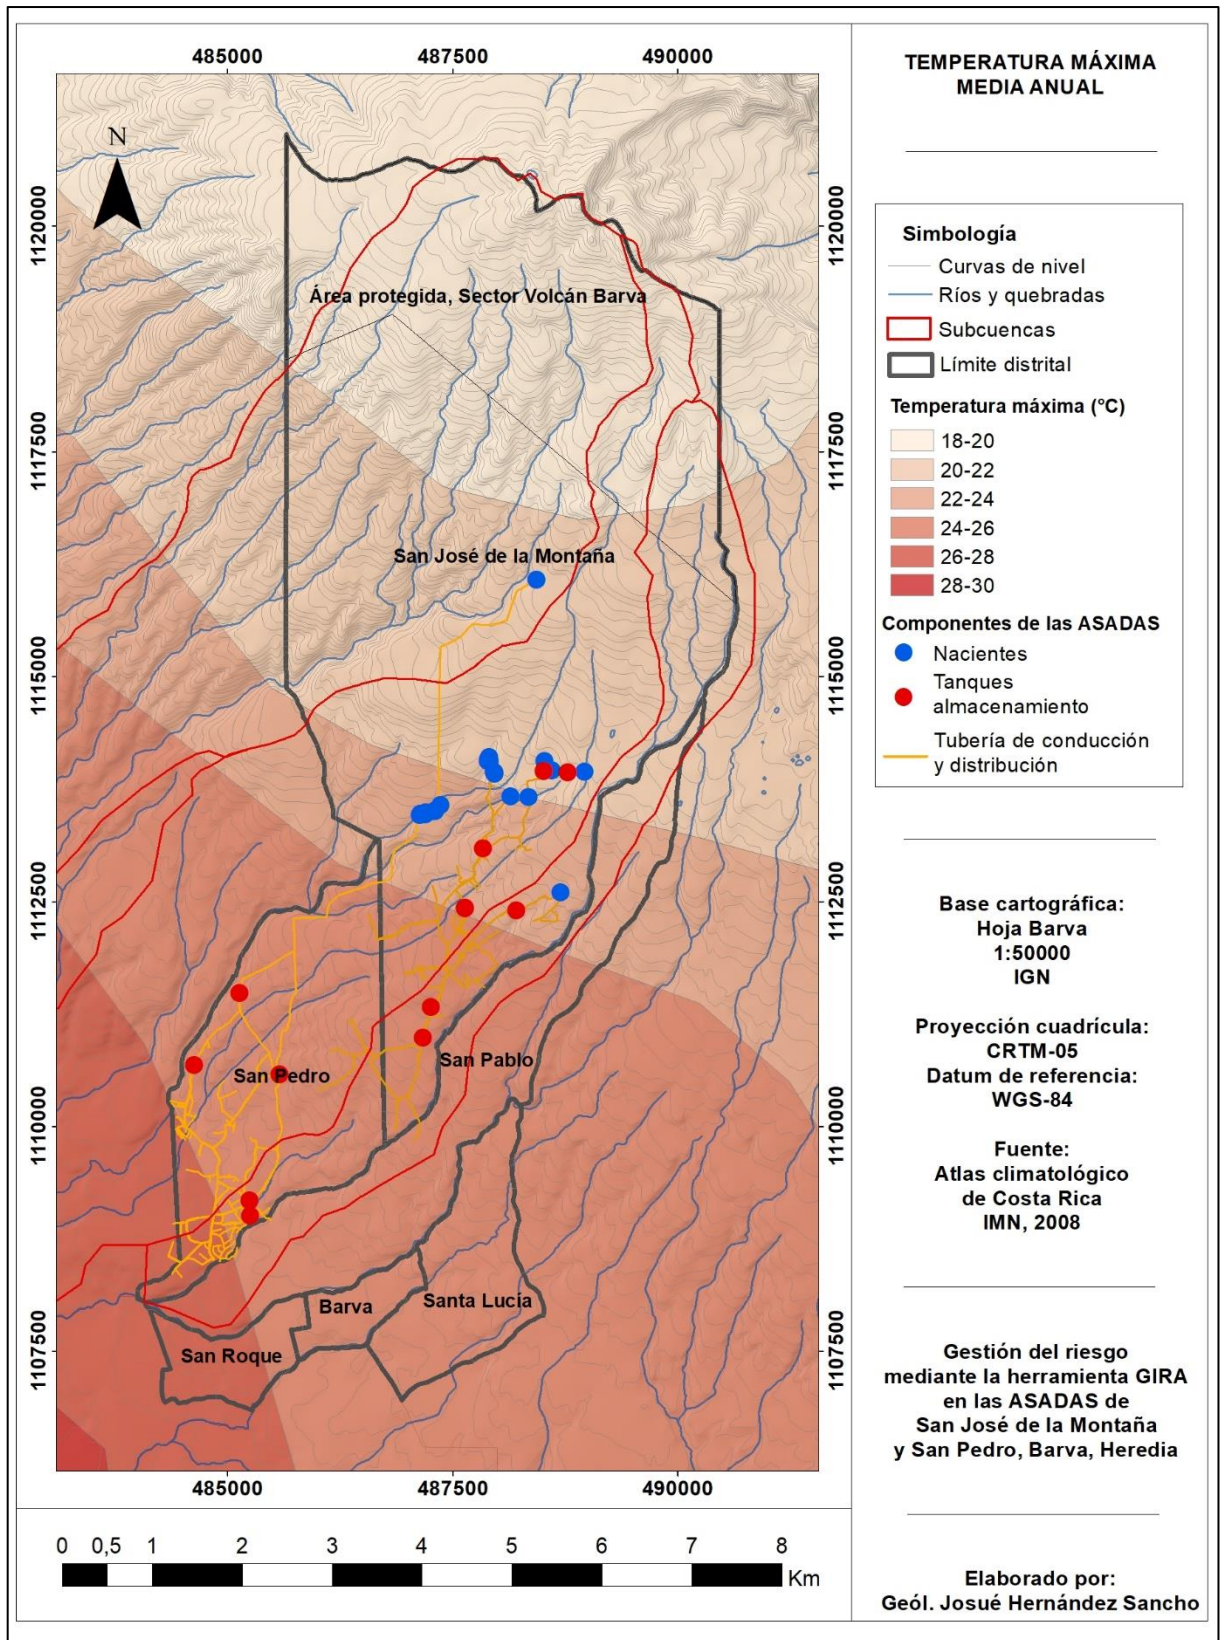 485000 487500 490000
N
1120000
1117500
1115000
1112500
1110000
1107500
1120000
1117500
1115000
1112500
1110000
1107500
Área protegida, Sector Volcán Barva
San José de la Montaña
San Pedro
San Pablo
Barva
Santa Lucía
San Roque
485000 487500 490000
0 0,5 1 2 3 4 5 6 7 8
Km
TEMPERATURA MÁXIMA
MEDIA ANUAL
Simbología
Curvas de nivel
Ríos y quebradas
Subcuencas
Límite distrital
Temperatura máxima (°C)
18-20
20-22
22-24
24-26
26-28
28-30
Componentes de las ASADAS
Nacientes
Tanques
almacenamiento
Tubería de conducción
y distribución
Base cartográfica:
Hoja Barva
1:50000
IGN
Proyección cuadrícula:
CRTM-05
Datum de referencia:
WGS-84
Fuente:
Atlas climatológico
de Costa Rica
IMN, 2008
Gestión del riesgo
mediante la herramienta GIRA
en las ASADAS de
San José de la Montaña
y San Pedro, Barva, Heredia
Elaborado por:
Geól. Josué Hernández Sancho